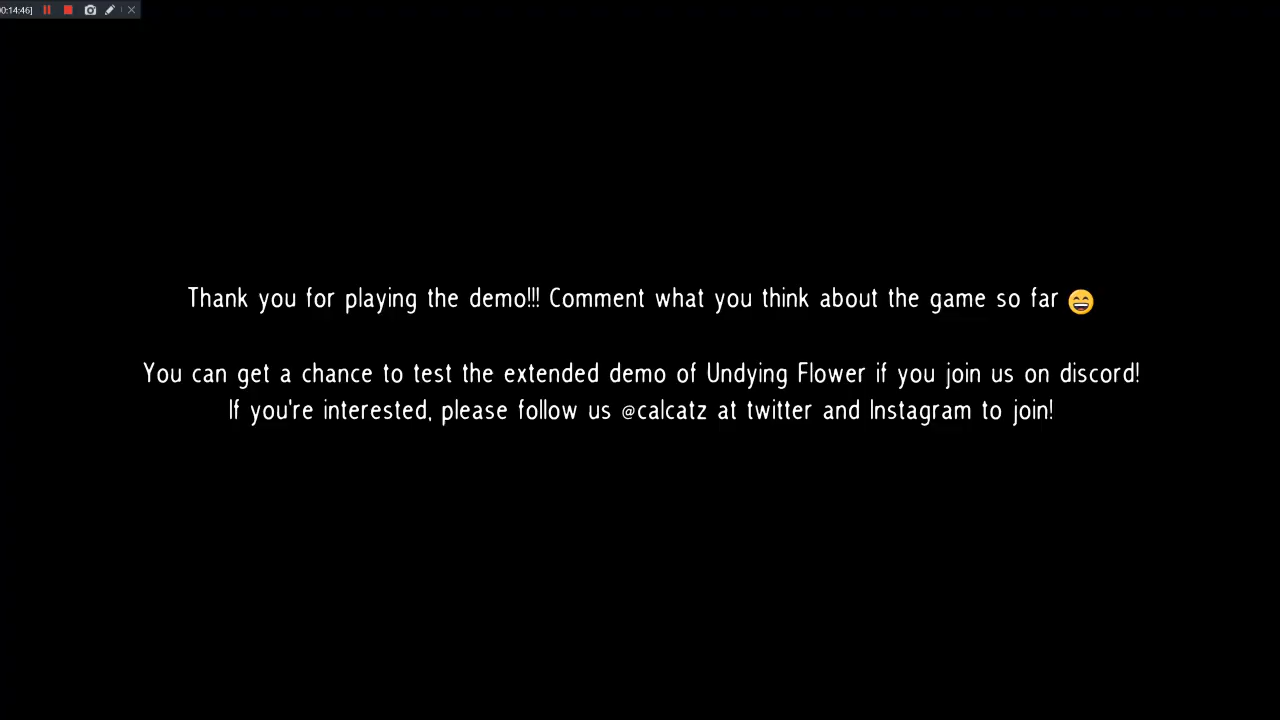 0:14:46]
Thank you for playing the demo!!! Comment what you think about the game so far 😄
You can get a chance to test the extended demo of Undying Flower if you join us on discord!
If you're interested, please follow us @calcatz at twitter and Instagram to join!